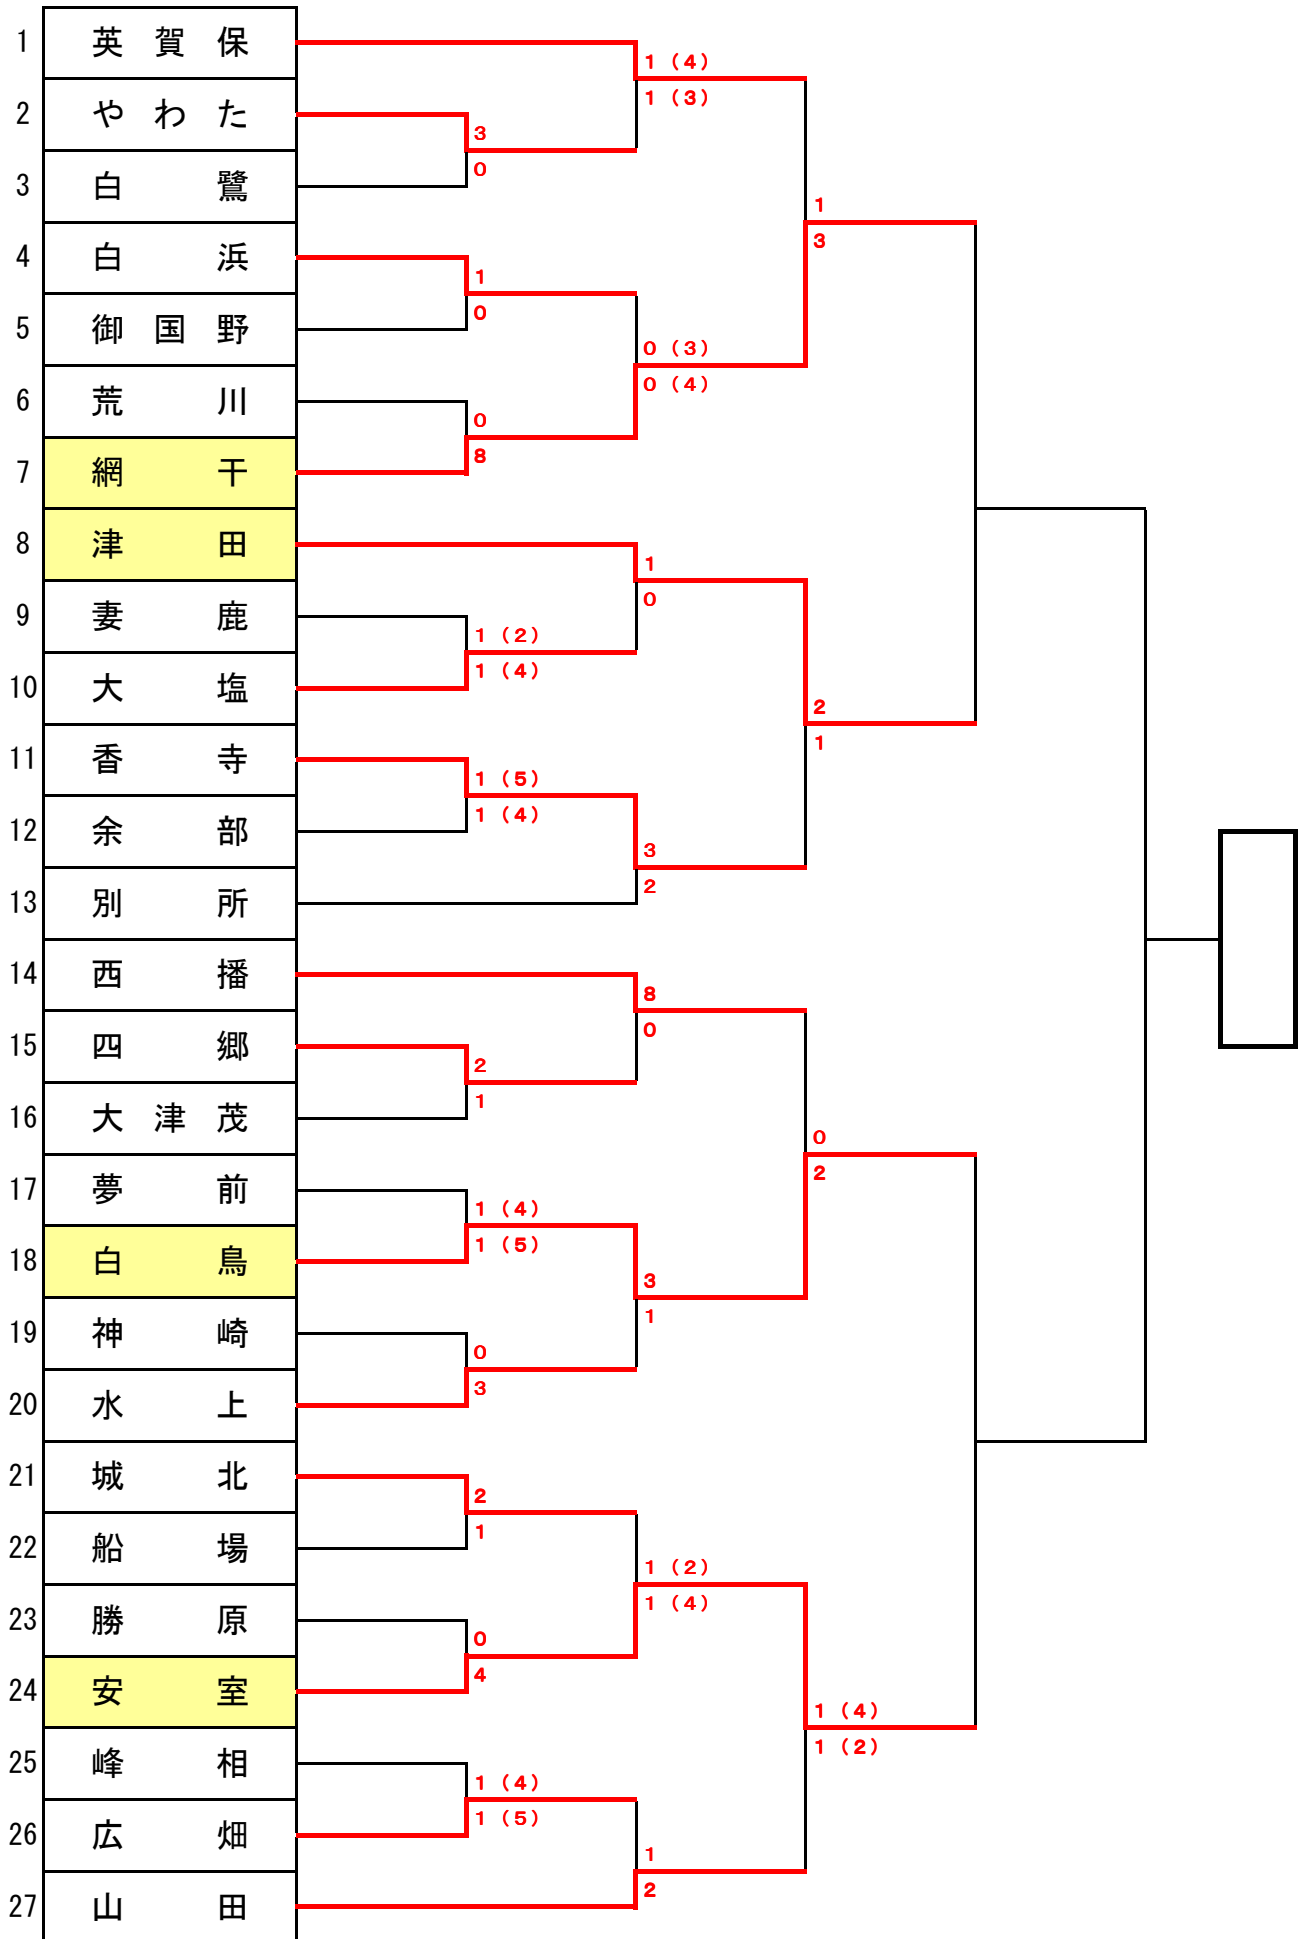 1 英賀保
1 (4)
1 (3)
2 やわた
3
0
3 白鷺
1
3
4 白浜
1
0
5 御国野
0 (3)
0 (4)
6 荒川
0
8
7 網干
8 津田
1
0
9 妻鹿
1 (2)
1 (4)
10 大塩
2
1
11 香寺
1 (5)
1 (4)
12 余部
3
2
13 別所
14 西播
8
0
15 四郷
2
1
16 大津茂
0
2
17 夢前
1 (4)
1 (5)
18 白鳥
3
1
19 神崎
0
3
20 水上
21 城北
2
1
22 船場
1 (2)
1 (4)
23 勝原
0
4
24 安室
1 (4)
1 (2)
25 峰相
1 (4)
1 (5)
26 広畑
1
2
27 山田